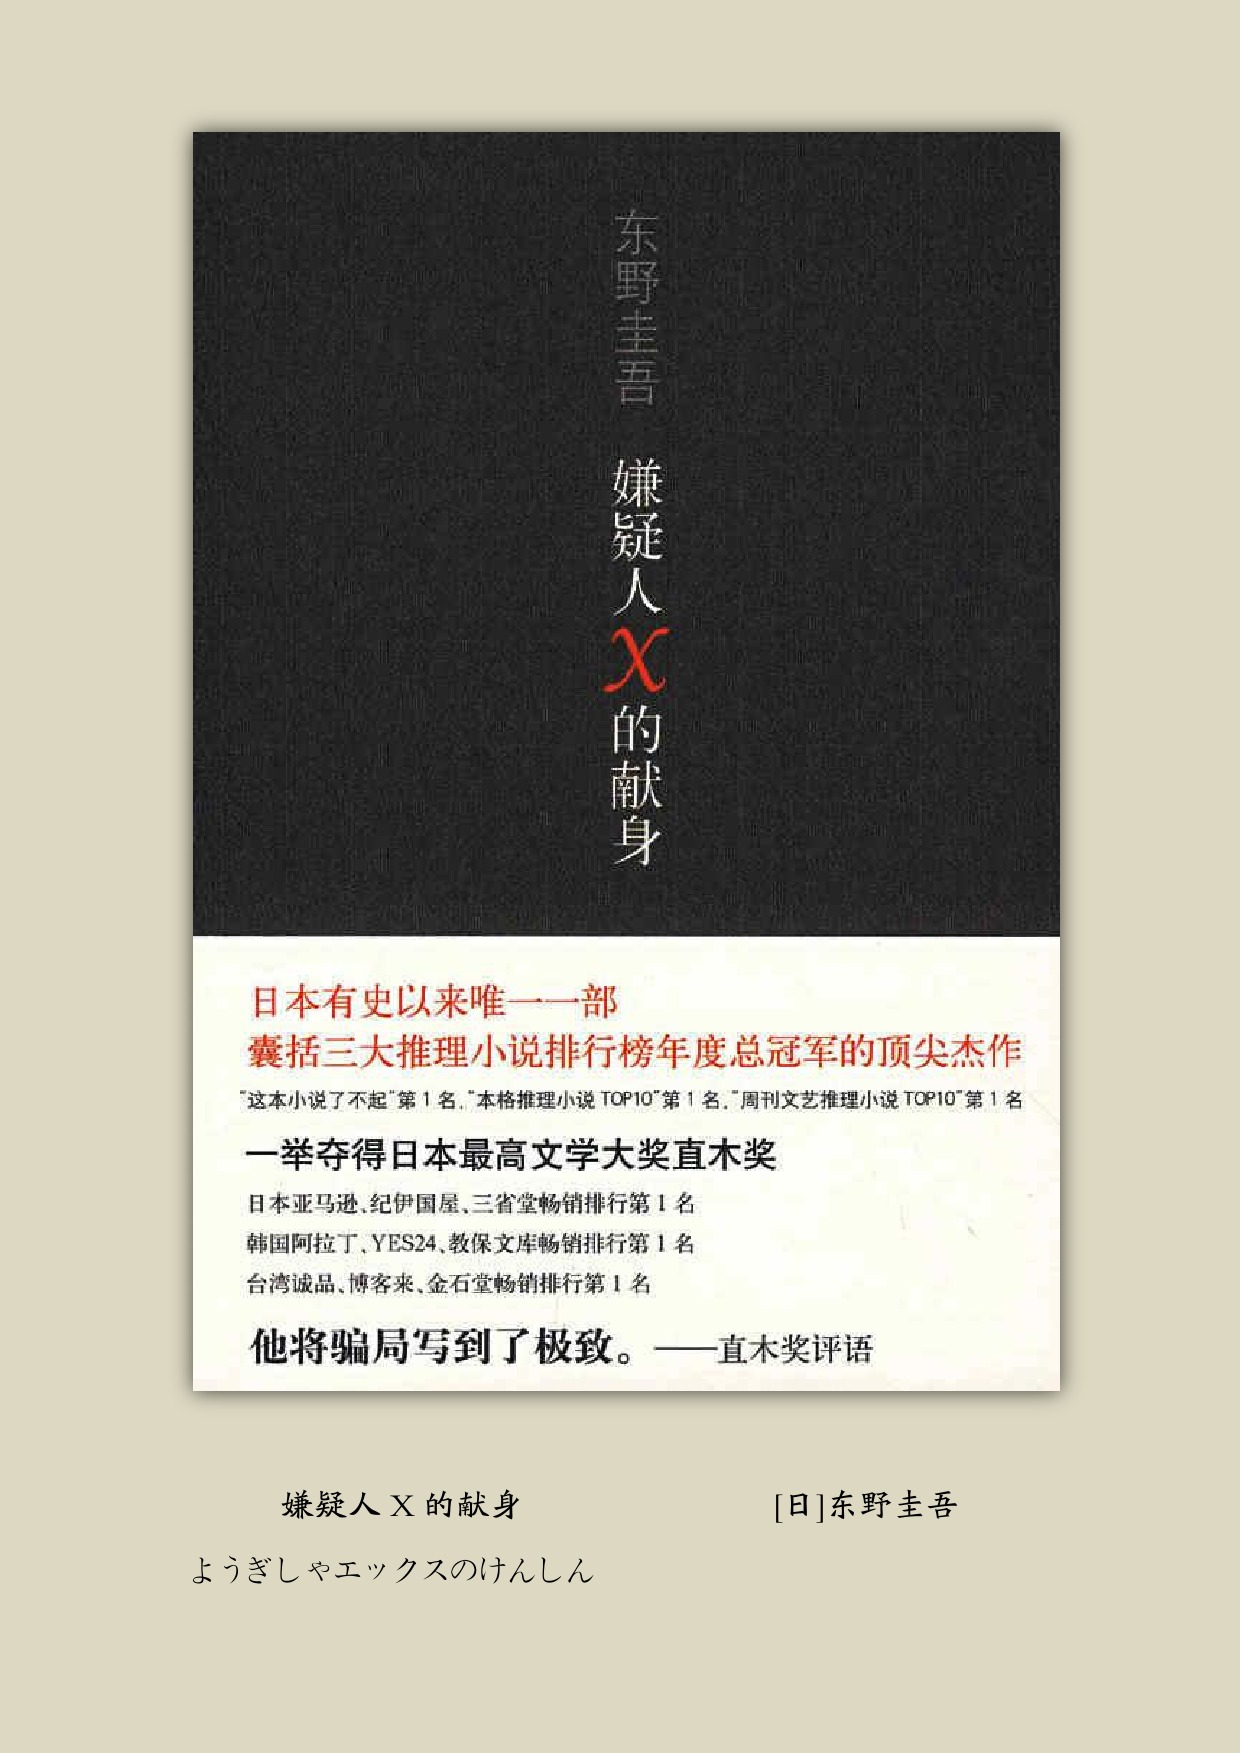 东野圭吾
嫌疑人X的献身
日本有史以来唯一一部
囊括三大推理小说排行榜年度总冠军的顶尖杰作
"这本小说了不起"第1名,"本格推理小说TOP10"第1名,"周刊文艺推理小说TOP10"第1名
一举夺得日本最高文学大奖直木奖
日本亚马逊、纪伊国屋、三省堂畅销排行第1名
韩国阿拉丁、YES24、教保文库畅销排行第1名
台湾诚品、博客来、金石堂畅销排行第1名
他将骗局写到了极致。——直木奖评语
嫌疑人X的献身 [日]东野圭吾
ようぎしゃエックスのけんしん